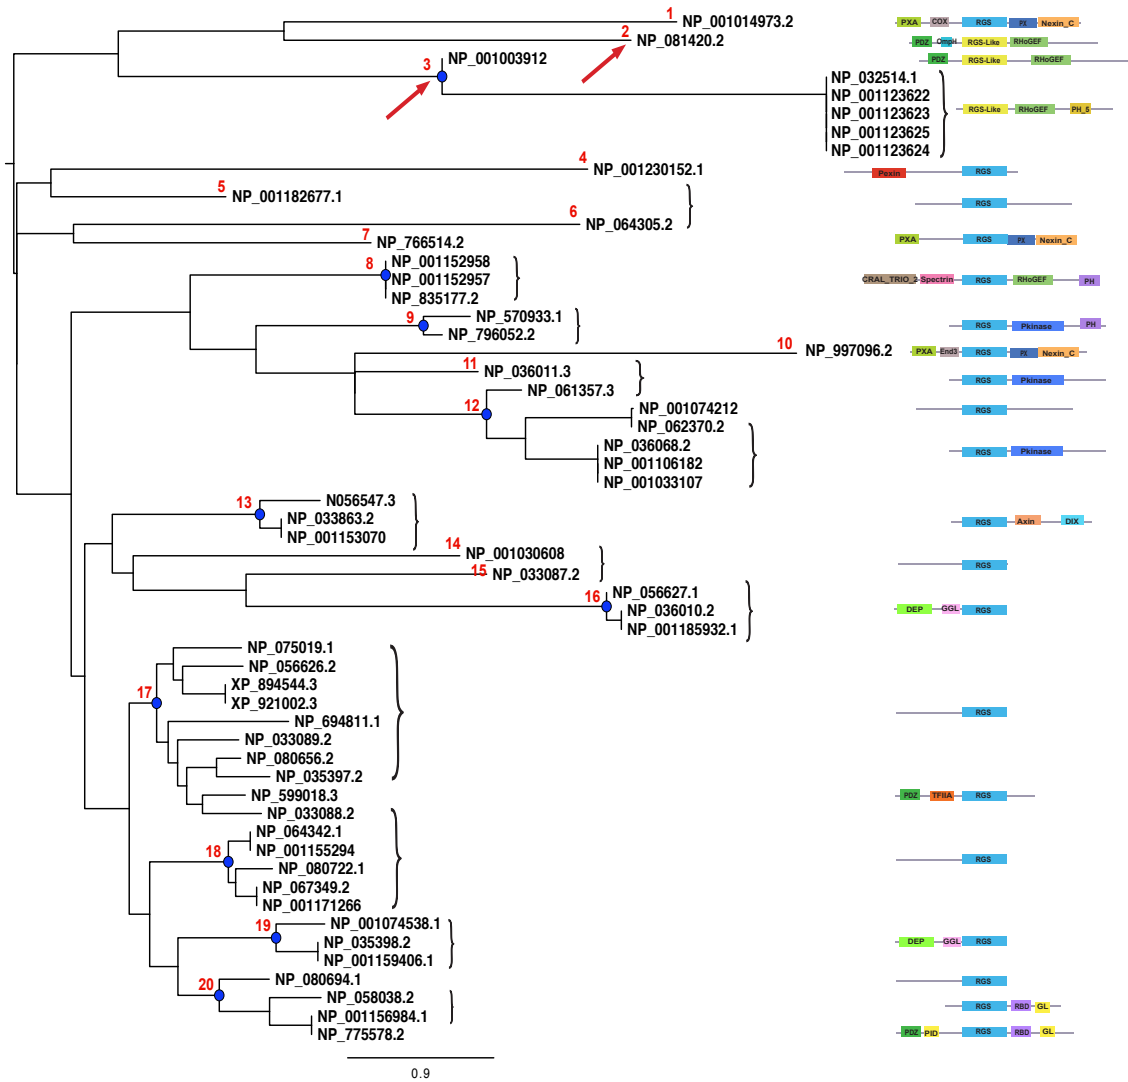 1 NP_001014973.2 PXA COX RGS PX Nexin_C
2 NP_081420.2 PDZ OmpH RGS-Like RHoGEF
3 NP_001003912 PDZ RGS-Like RHoGEF
NP_032514.1
NP_001123622
NP_001123623 RGS-Like RHoGEF PH_5
NP_001123625
NP_001123624
4 NP_001230152.1 Pexin RGS
5 NP_001182677.1 RGS
6 NP_064305.2
7 NP_766514.2 PXA RGS PX Nexin_C
8 NP_001152958
NP_001152957 CRAL_TRIO_2 Spectrin RGS RHoGEF PH
NP_835177.2
9 NP_570933.1 RGS Pkinase PH
NP_796052.2
10 NP_997096.2 PXA End3 RGS PX Nexin_C
11 NP_036011.3 RGS Pkinase
NP_061357.3
12 NP_001074212 RGS
NP_062370.2
NP_036068.2 RGS Pkinase
NP_001106182
NP_001033107
13 N056547.3
NP_033863.2 RGS Axin DIX
NP_001153070
14 NP_001030608 RGS
15 NP_033087.2
16 NP_056627.1
NP_036010.2 DEP GGL RGS
NP_001185932.1
NP_075019.1
NP_056626.2
XP_894544.3
17 XP_921002.3 RGS
NP_694811.1
NP_033089.2
NP_080656.2
NP_035397.2
NP_599018.3 PDZ TFIIA RGS
NP_033088.2
NP_064342.1
18 NP_001155294 RGS
NP_080722.1
NP_067349.2
NP_001171266
19 NP_001074538.1
NP_035398.2 DEP GGL RGS
NP_001159406.1
20 NP_080694.1 RGS
NP_058038.2 RGS RBD GL
NP_001156984.1
NP_775578.2 PDZ PID RGS RBD GL
0.9